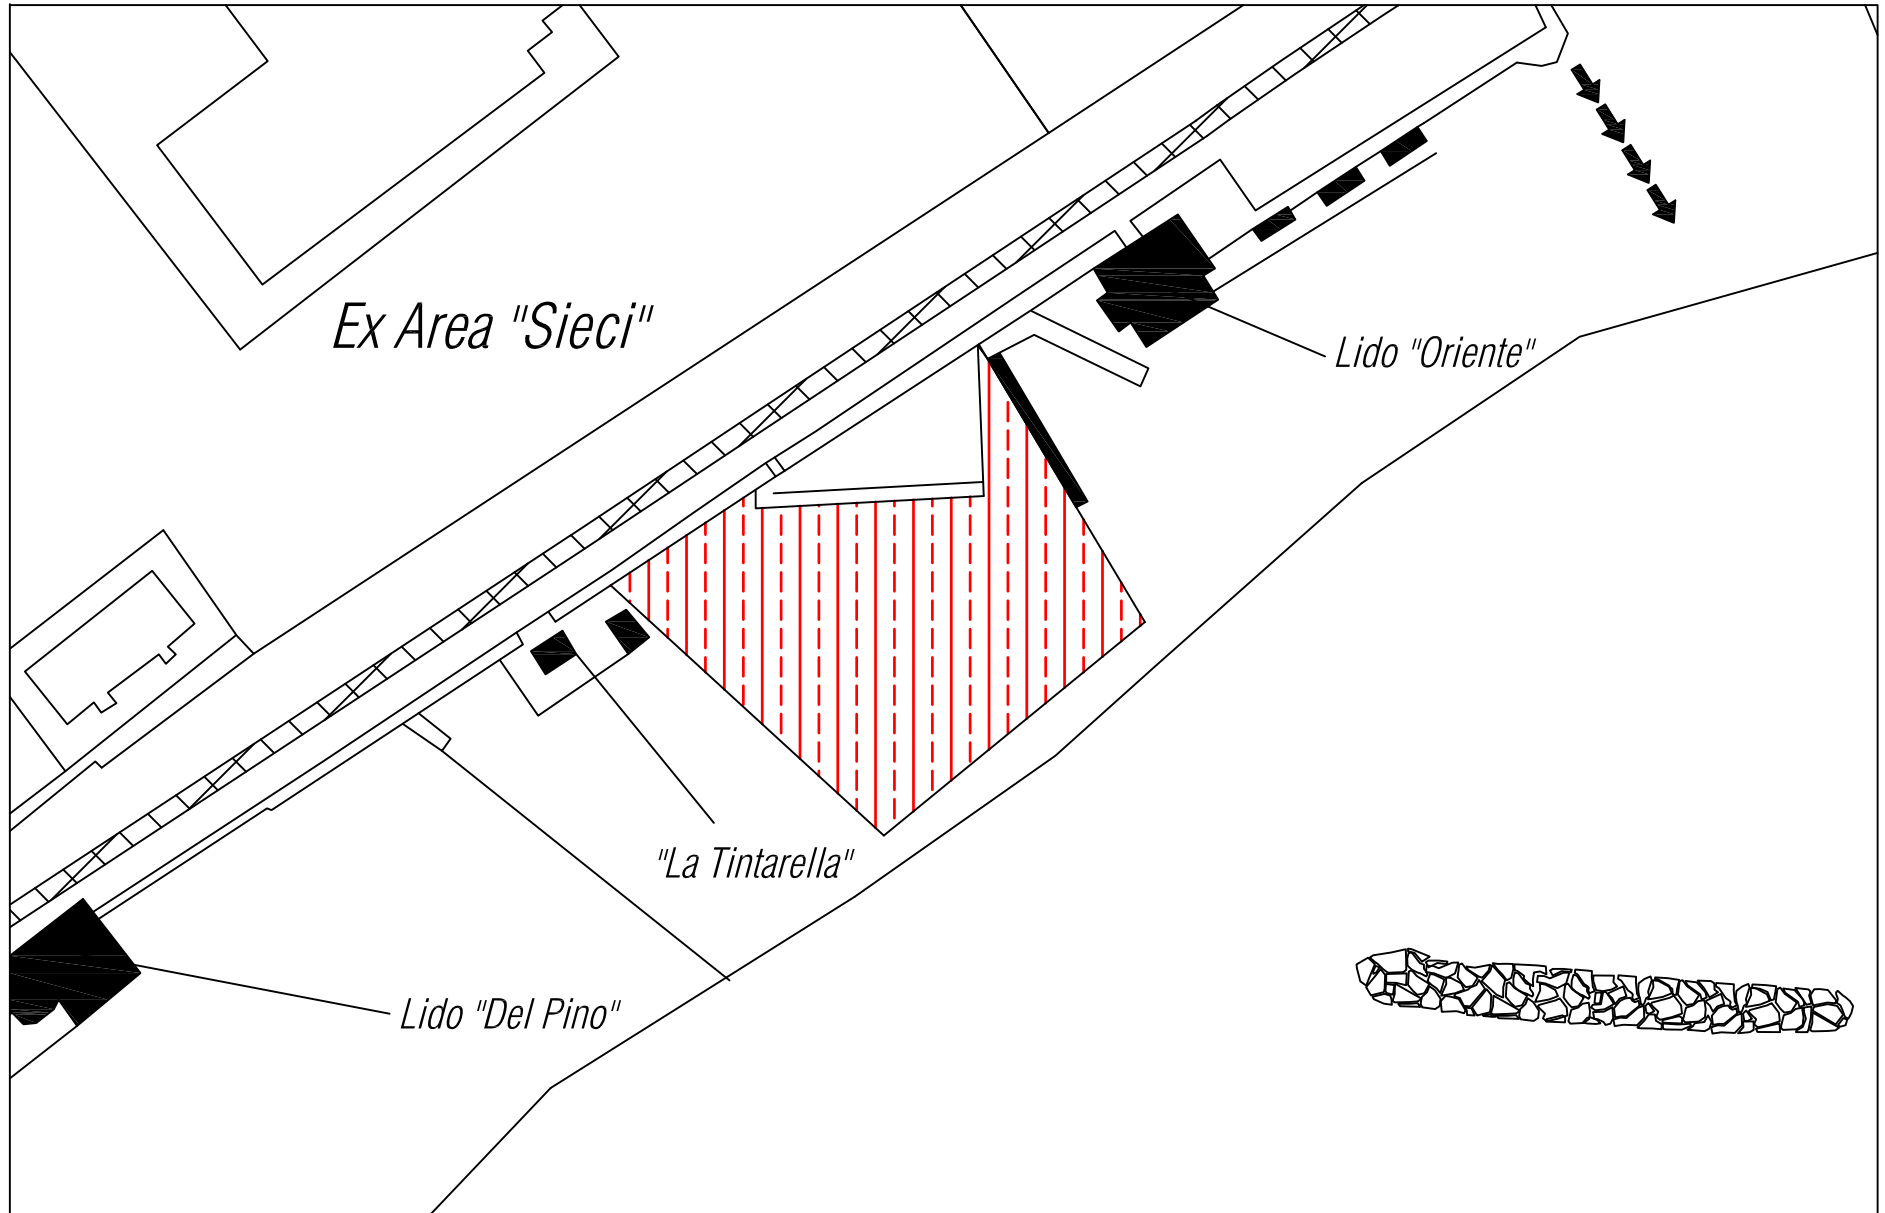 Ex Area "Sieci"
Lido "Oriente"
"La Tintarella"
Lido "Del Pino"